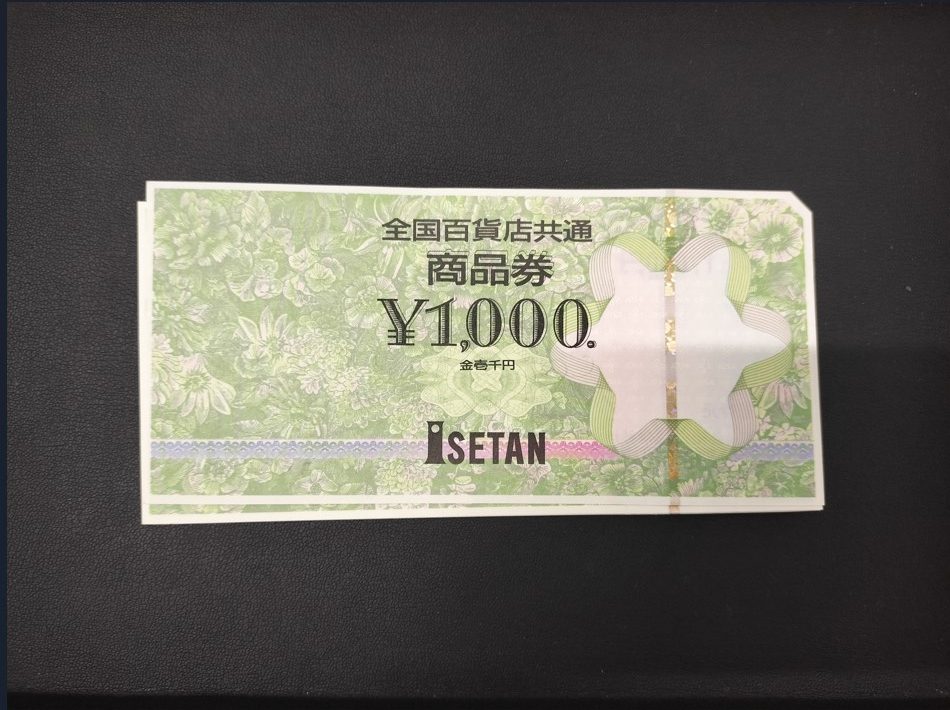 全国百貨店共通
商品券
¥1,000.
金壱千円
ISETAN